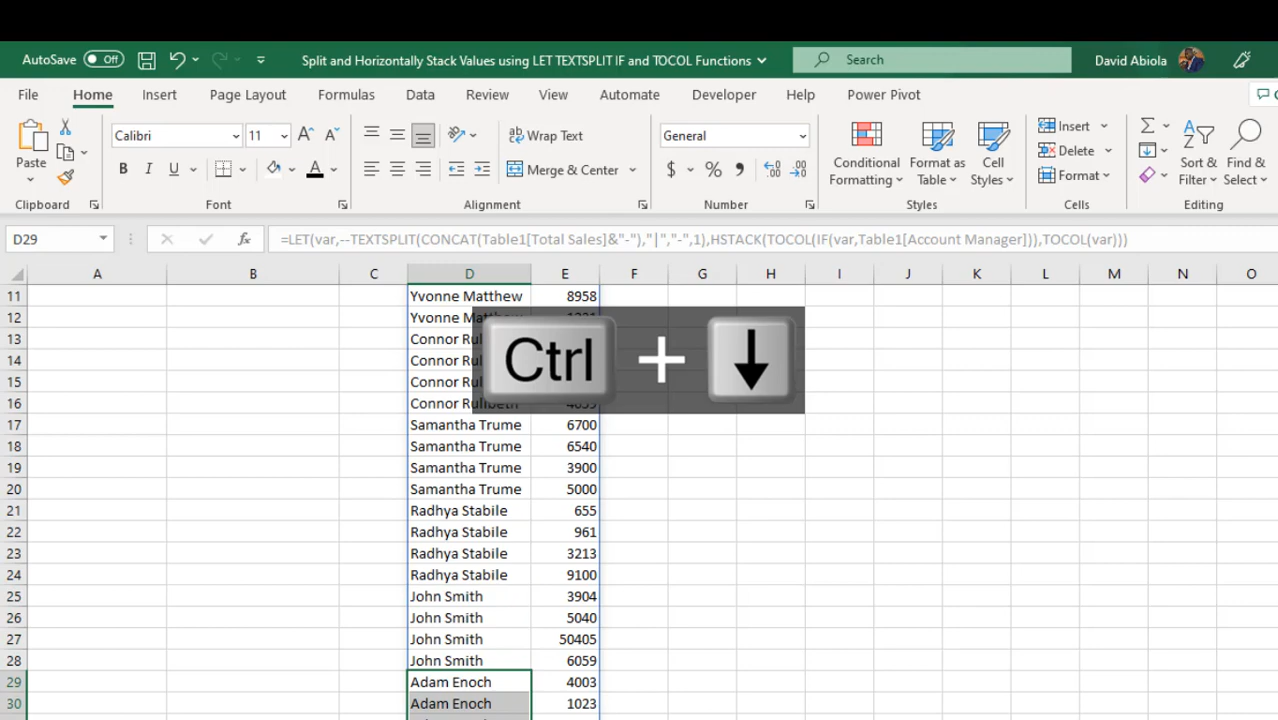 AutoSave Off Split and Horizontally Stack Values using LET TEXTSPLIT IF and TOCOL Functions Search David Abiola
File Home Insert Page Layout Formulas Data Review View Automate Developer Help Power Pivot
Paste
Clipboard
Calibri 11
B I U A
Font
Wrap Text
Merge & Center
Alignment
General
$ %
Number
Conditional Formatting
Format as Table
Cell Styles
Styles
Insert
Delete
Format
Cells
Sort & Filter
Find & Select
Editing
D29 fx =LET(var,--TEXTSPLIT(CONCAT(Table1[Total Sales]&"-"),"|","-",1),HSTACK(TOCOL(IF(var,Table1[Account Manager])),TOCOL(var)))
A B C D E F G H I J K L M N O
11 Yvonne Matthew 8958
12 Yvonne
13 Connor
14 Connor
15 Connor
16 Connor
17 Samantha Trume 6700
18 Samantha Trume 6540
19 Samantha Trume 3900
20 Samantha Trume 5000
21 Radhya Stabile 655
22 Radhya Stabile 961
23 Radhya Stabile 3213
24 Radhya Stabile 9100
25 John Smith 3904
26 John Smith 5040
27 John Smith 50405
28 John Smith 6059
29 Adam Enoch 4003
30 Adam Enoch 1023
Ctrl + ↓